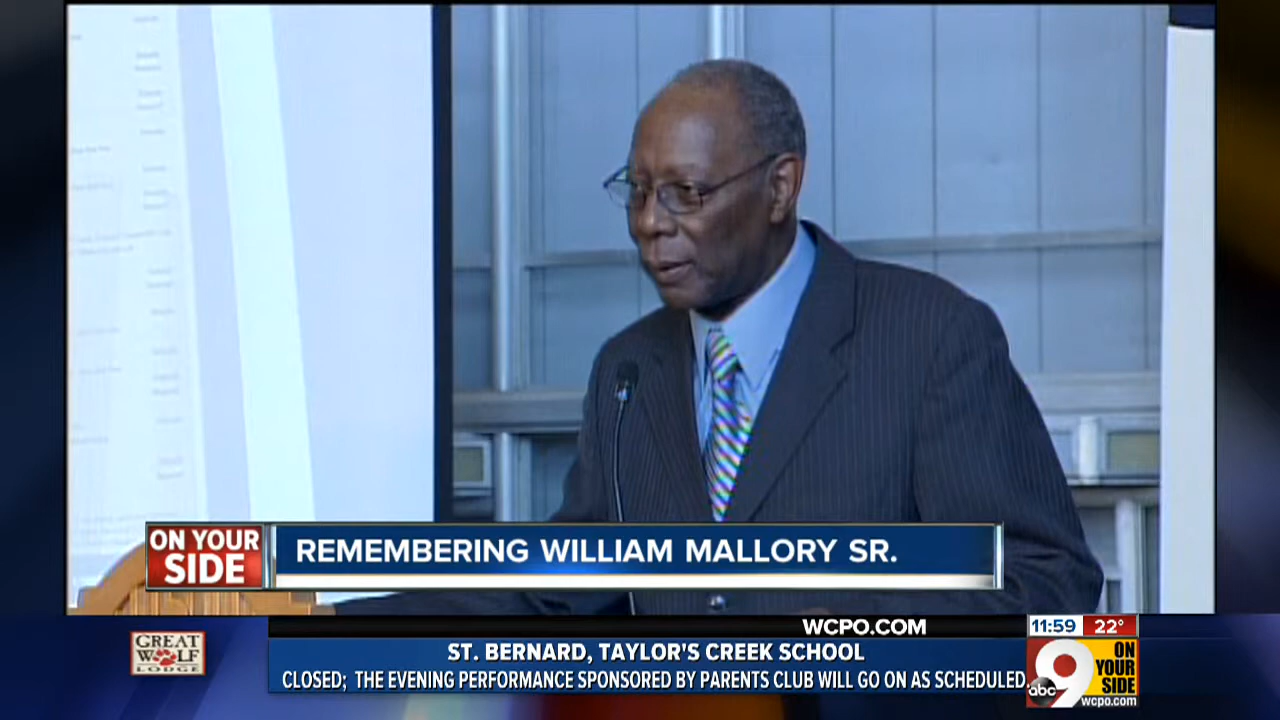 ON YOUR
SIDE
REMEMBERING WILLIAM MALLORY SR.
WCPO.COM
11:59 22°
GREAT
WOLF
LODGE
ST. BERNARD, TAYLOR'S CREEK SCHOOL
CLOSED; THE EVENING PERFORMANCE SPONSORED BY PARENTS CLUB WILL GO ON AS SCHEDULED.
9
abc
ON
YOUR
SIDE
wcpo.com